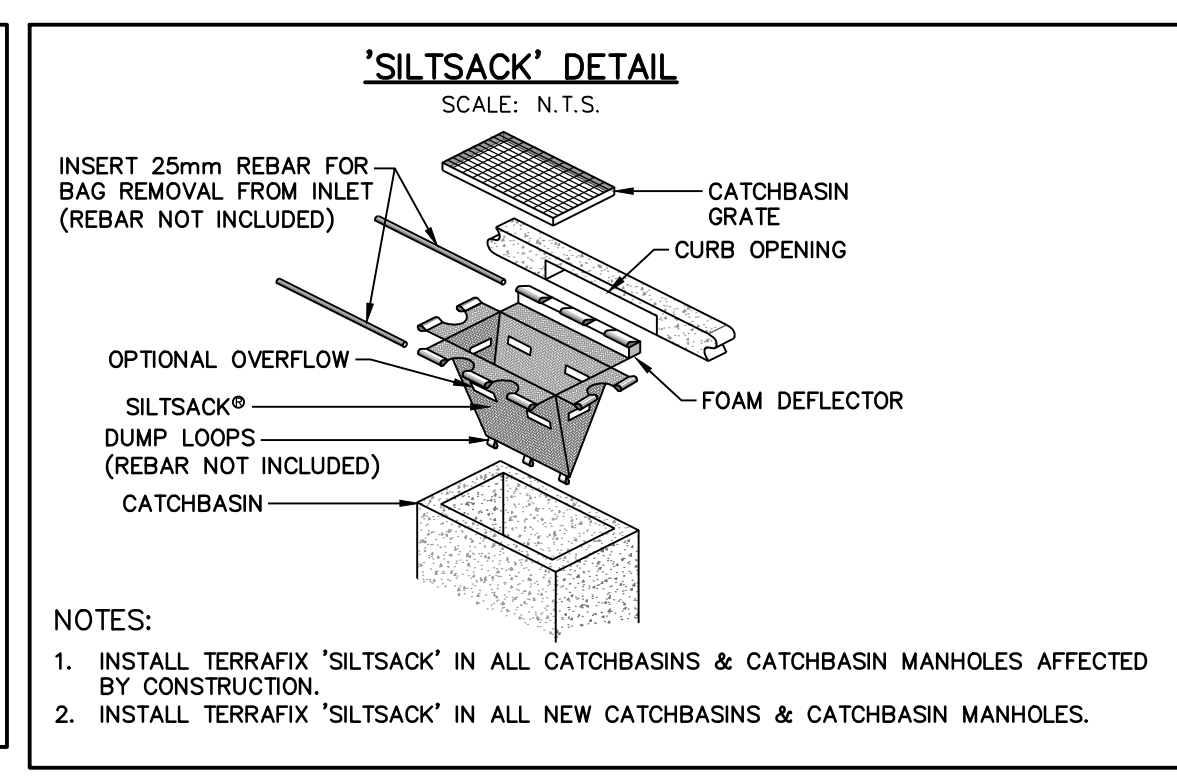 'SILTSACK' DETAIL
SCALE: N.T.S.
INSERT 25mm REBAR FOR
BAG REMOVAL FROM INLET
(REBAR NOT INCLUDED)
CATCHBASIN
GRATE
CURB OPENING
OPTIONAL OVERFLOW
FOAM DEFLECTOR
SILTSACK®
DUMP LOOPS
(REBAR NOT INCLUDED)
CATCHBASIN
NOTES:
1. INSTALL TERRAFIX 'SILTSACK' IN ALL CATCHBASINS & CATCHBASIN MANHOLES AFFECTED
BY CONSTRUCTION.
2. INSTALL TERRAFIX 'SILTSACK' IN ALL NEW CATCHBASINS & CATCHBASIN MANHOLES.